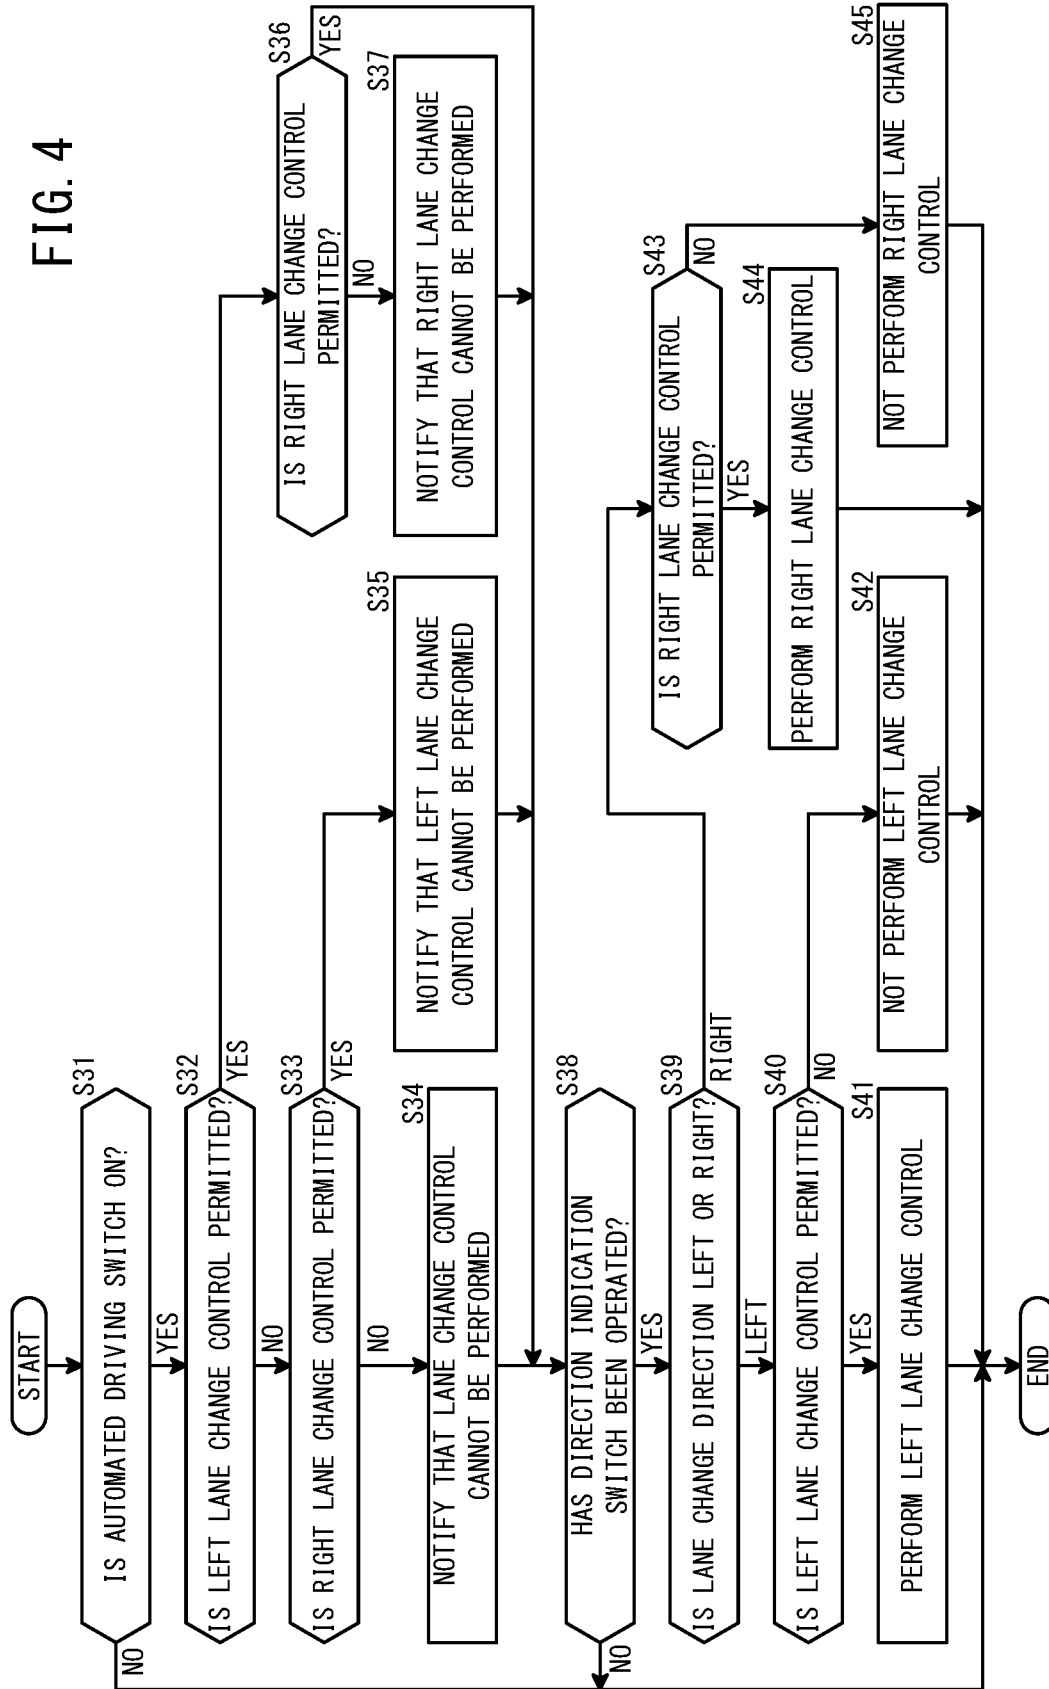 FIG. 4
START
S31
IS AUTOMATED DRIVING SWITCH ON?
NO
YES
S32
IS LEFT LANE CHANGE CONTROL PERMITTED?
YES
NO
S33
IS RIGHT LANE CHANGE CONTROL PERMITTED?
YES
NO
S34
NOTIFY THAT LANE CHANGE CONTROL
CANNOT BE PERFORMED
S35
NOTIFY THAT LEFT LANE CHANGE
CONTROL CANNOT BE PERFORMED
S36
IS RIGHT LANE CHANGE CONTROL
PERMITTED?
YES
NO
S37
NOTIFY THAT RIGHT LANE CHANGE
CONTROL CANNOT BE PERFORMED
S38
HAS DIRECTION INDICATION
SWITCH BEEN OPERATED?
NO
YES
S39
IS LANE CHANGE DIRECTION LEFT OR RIGHT?
RIGHT
LEFT
S40
IS LEFT LANE CHANGE CONTROL PERMITTED?
NO
YES
S41
PERFORM LEFT LANE CHANGE CONTROL
S42
NOT PERFORM LEFT LANE CHANGE
CONTROL
S43
IS RIGHT LANE CHANGE CONTROL
PERMITTED?
NO
YES
S44
PERFORM RIGHT LANE CHANGE CONTROL
S45
NOT PERFORM RIGHT LANE CHANGE
CONTROL
END